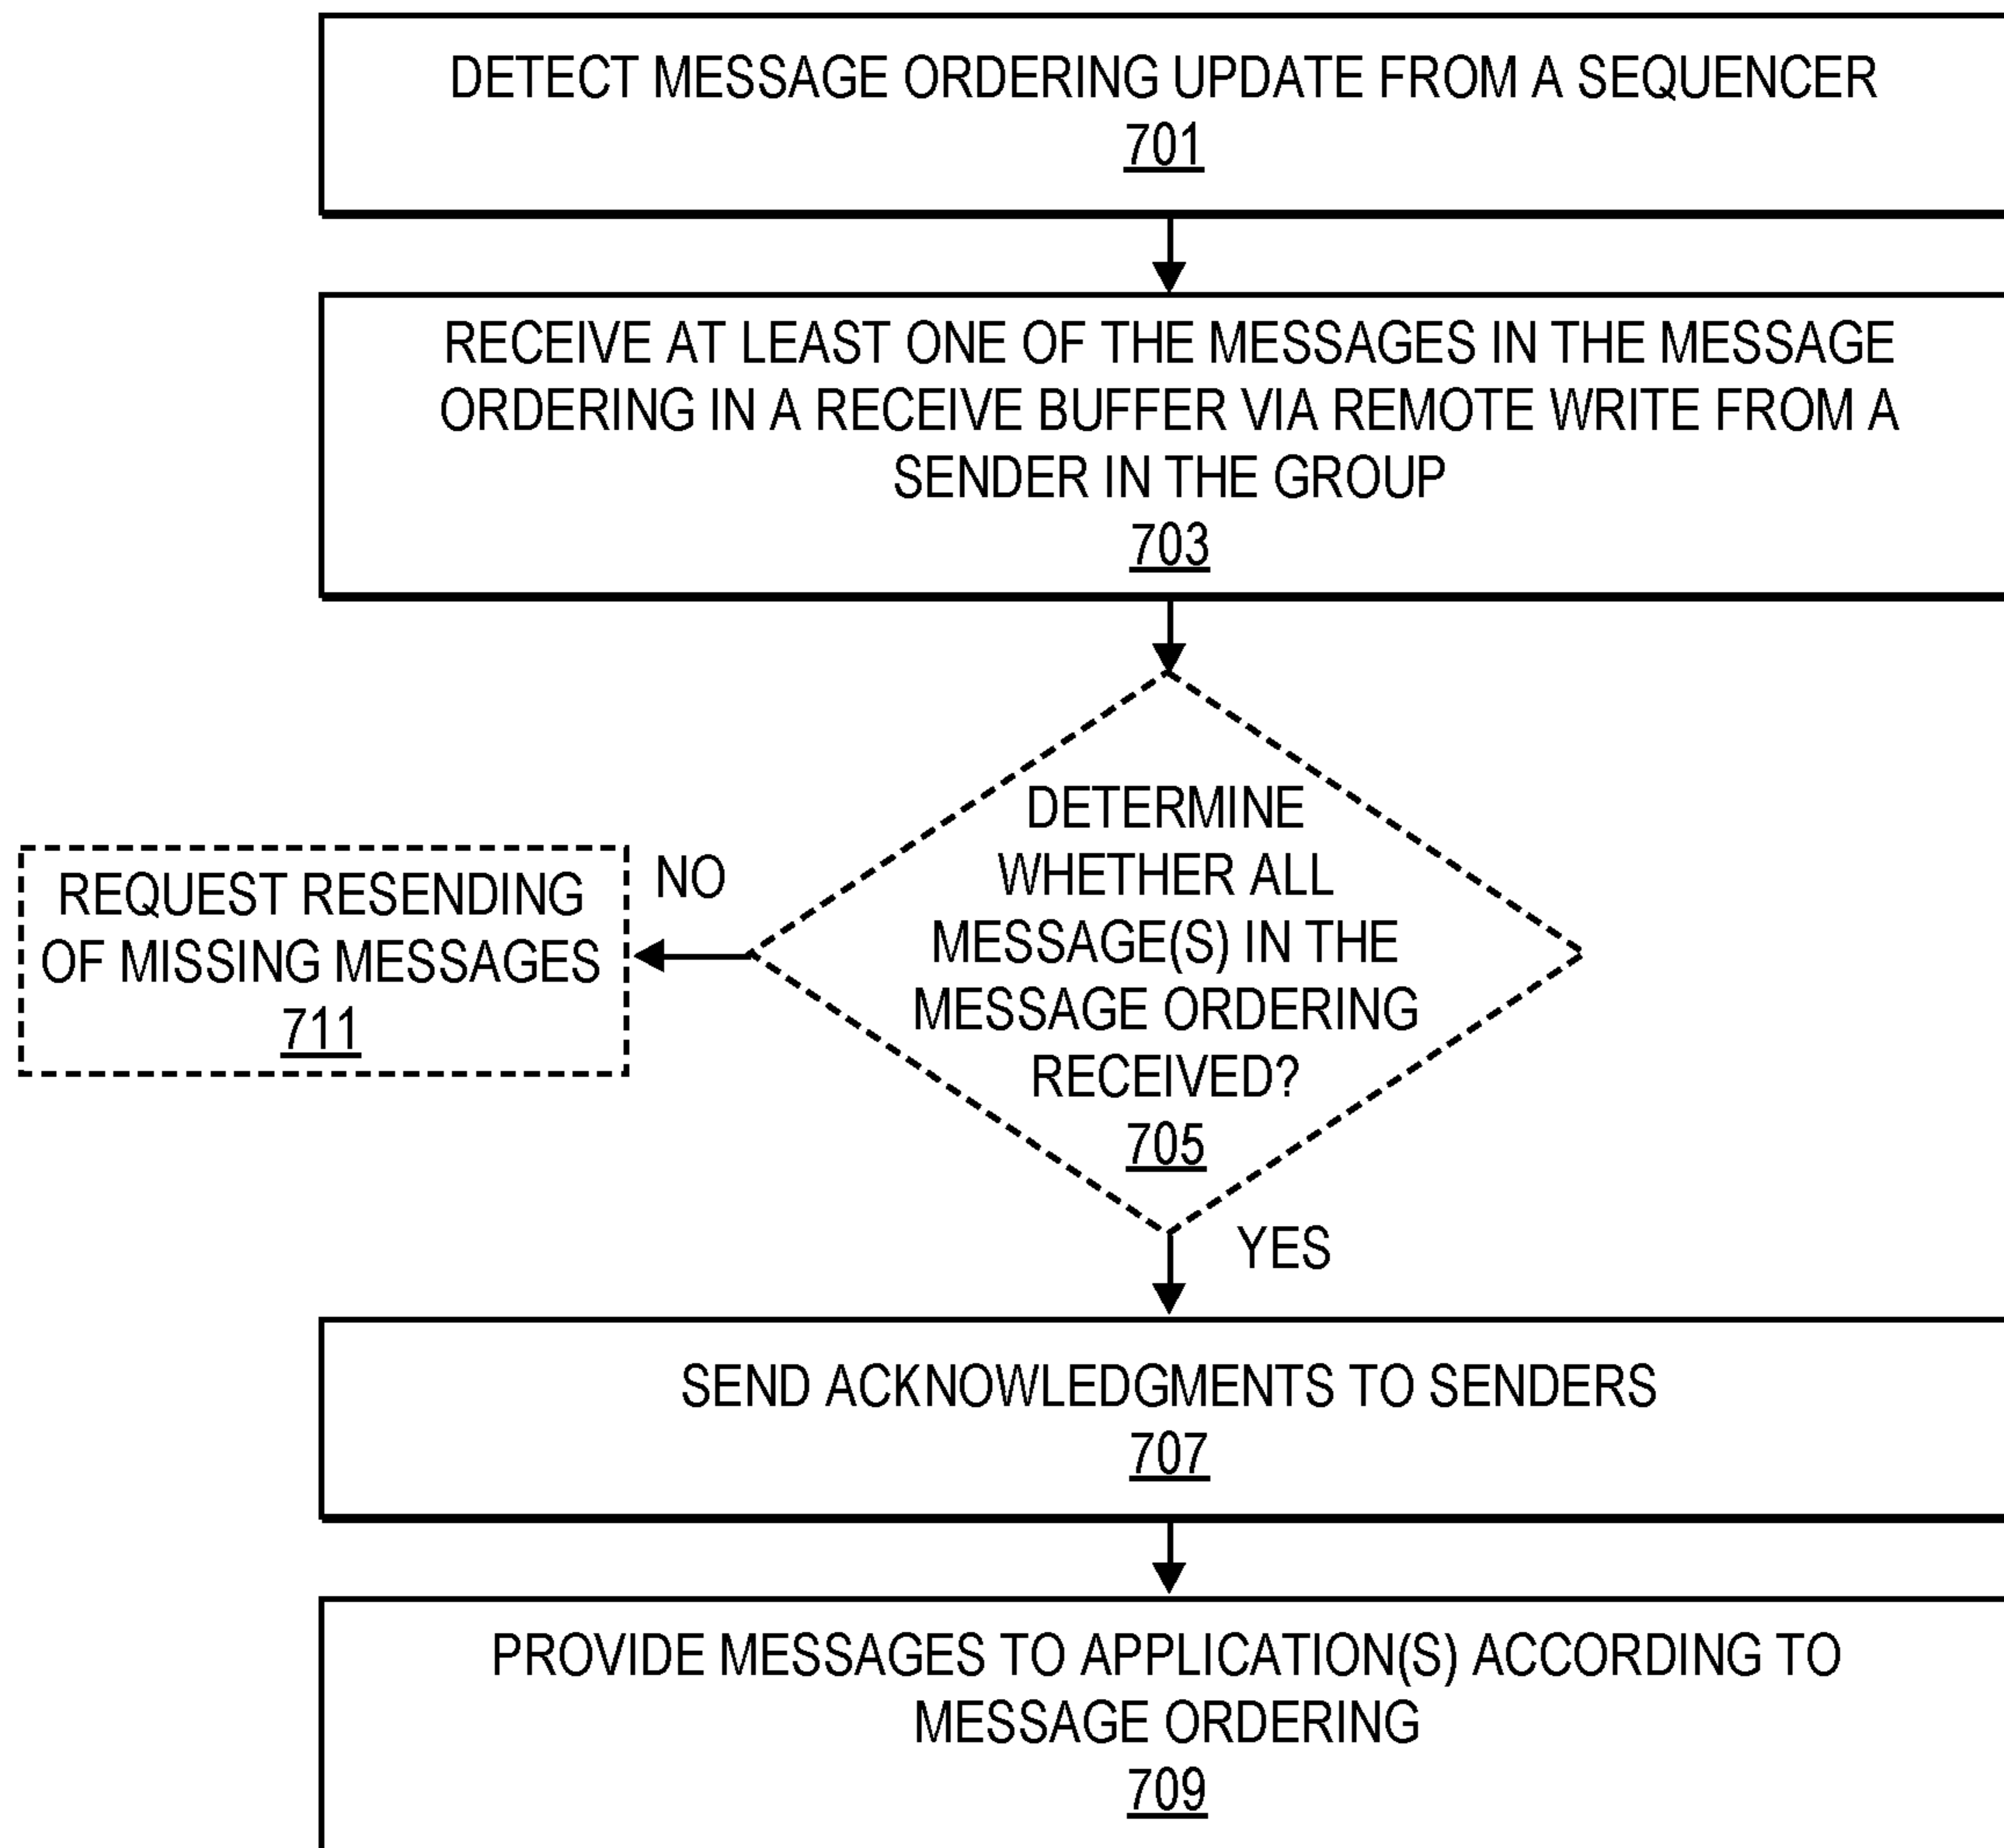 DETECT MESSAGE ORDERING UPDATE FROM A SEQUENCER
701
RECEIVE AT LEAST ONE OF THE MESSAGES IN THE MESSAGE
ORDERING IN A RECEIVE BUFFER VIA REMOTE WRITE FROM A
SENDER IN THE GROUP
703
DETERMINE
WHETHER ALL
MESSAGE(S) IN THE
MESSAGE ORDERING
RECEIVED?
705
NO
REQUEST RESENDING
OF MISSING MESSAGES
711
YES
SEND ACKNOWLEDGMENTS TO SENDERS
707
PROVIDE MESSAGES TO APPLICATION(S) ACCORDING TO
MESSAGE ORDERING
709